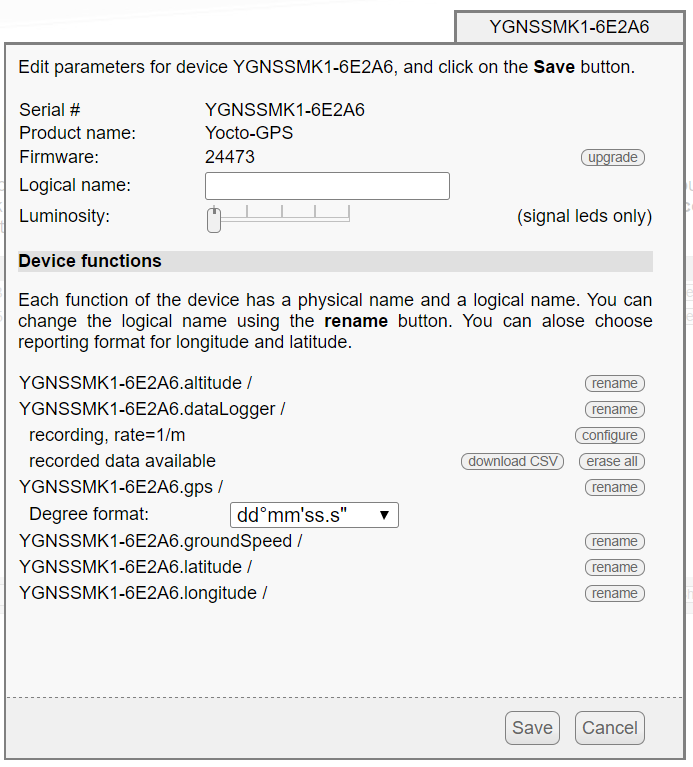 YGNSSMK1-6E2A6
Edit parameters for device YGNSSMK1-6E2A6, and click on the Save button.
Serial # YGNSSMK1-6E2A6
Product name: Yocto-GPS
Firmware: 24473 upgrade
Logical name:
Luminosity: (signal leds only)
Device functions
Each function of the device has a physical name and a logical name. You can
change the logical name using the rename button. You can alose choose
reporting format for longitude and latitude.
YGNSSMK1-6E2A6.altitude / rename
YGNSSMK1-6E2A6.dataLogger / rename
recording, rate=1/m configure
recorded data available download CSV erase all
YGNSSMK1-6E2A6.gps / rename
Degree format: dd°mm'ss.s" ▼
YGNSSMK1-6E2A6.groundSpeed / rename
YGNSSMK1-6E2A6.latitude / rename
YGNSSMK1-6E2A6.longitude / rename
Save Cancel